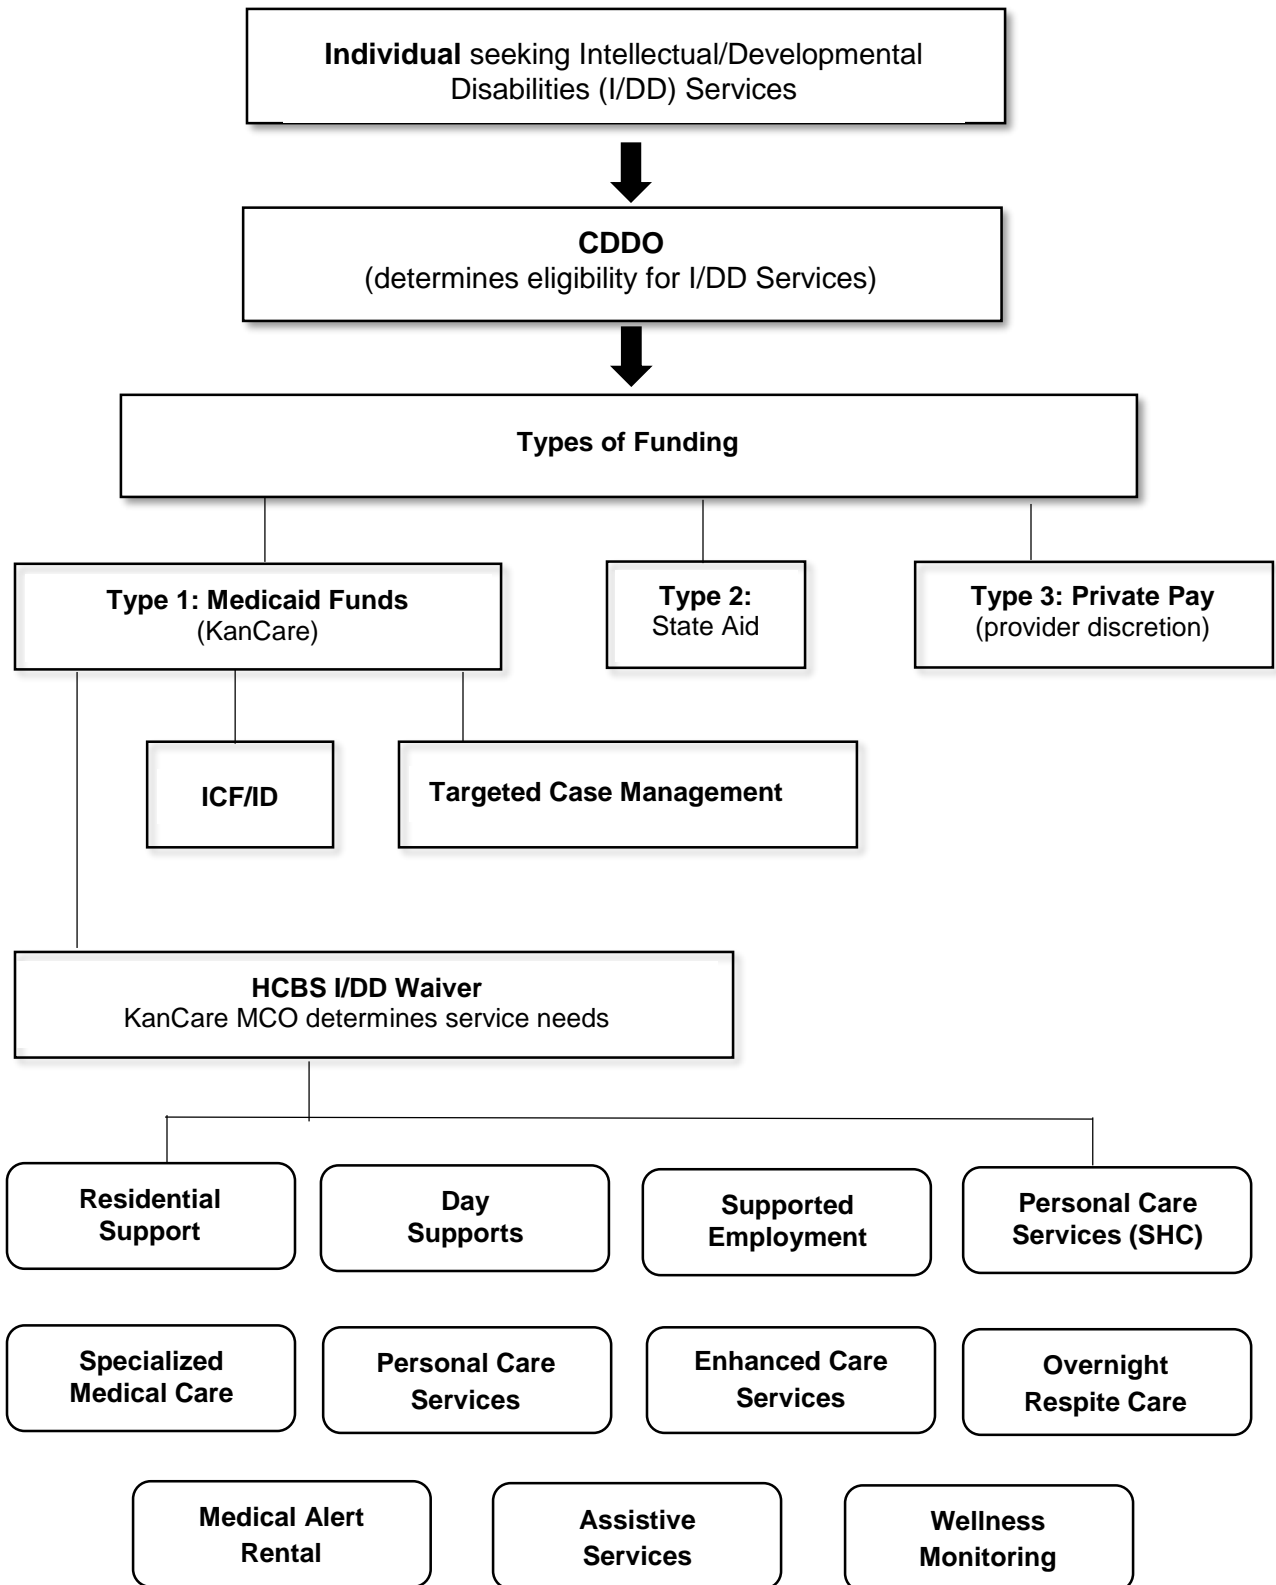 Individual seeking Intellectual/Developmental
Disabilities (I/DD) Services
CDDO
(determines eligibility for I/DD Services)
Types of Funding
Type 1: Medicaid Funds
(KanCare)
Type 2:
State Aid
Type 3: Private Pay
(provider discretion)
ICF/ID
Targeted Case Management
HCBS I/DD Waiver
KanCare MCO determines service needs
Residential
Support
Day
Supports
Supported
Employment
Personal Care
Services (SHC)
Specialized
Medical Care
Personal Care
Services
Enhanced Care
Services
Overnight
Respite Care
Medical Alert
Rental
Assistive
Services
Wellness
Monitoring